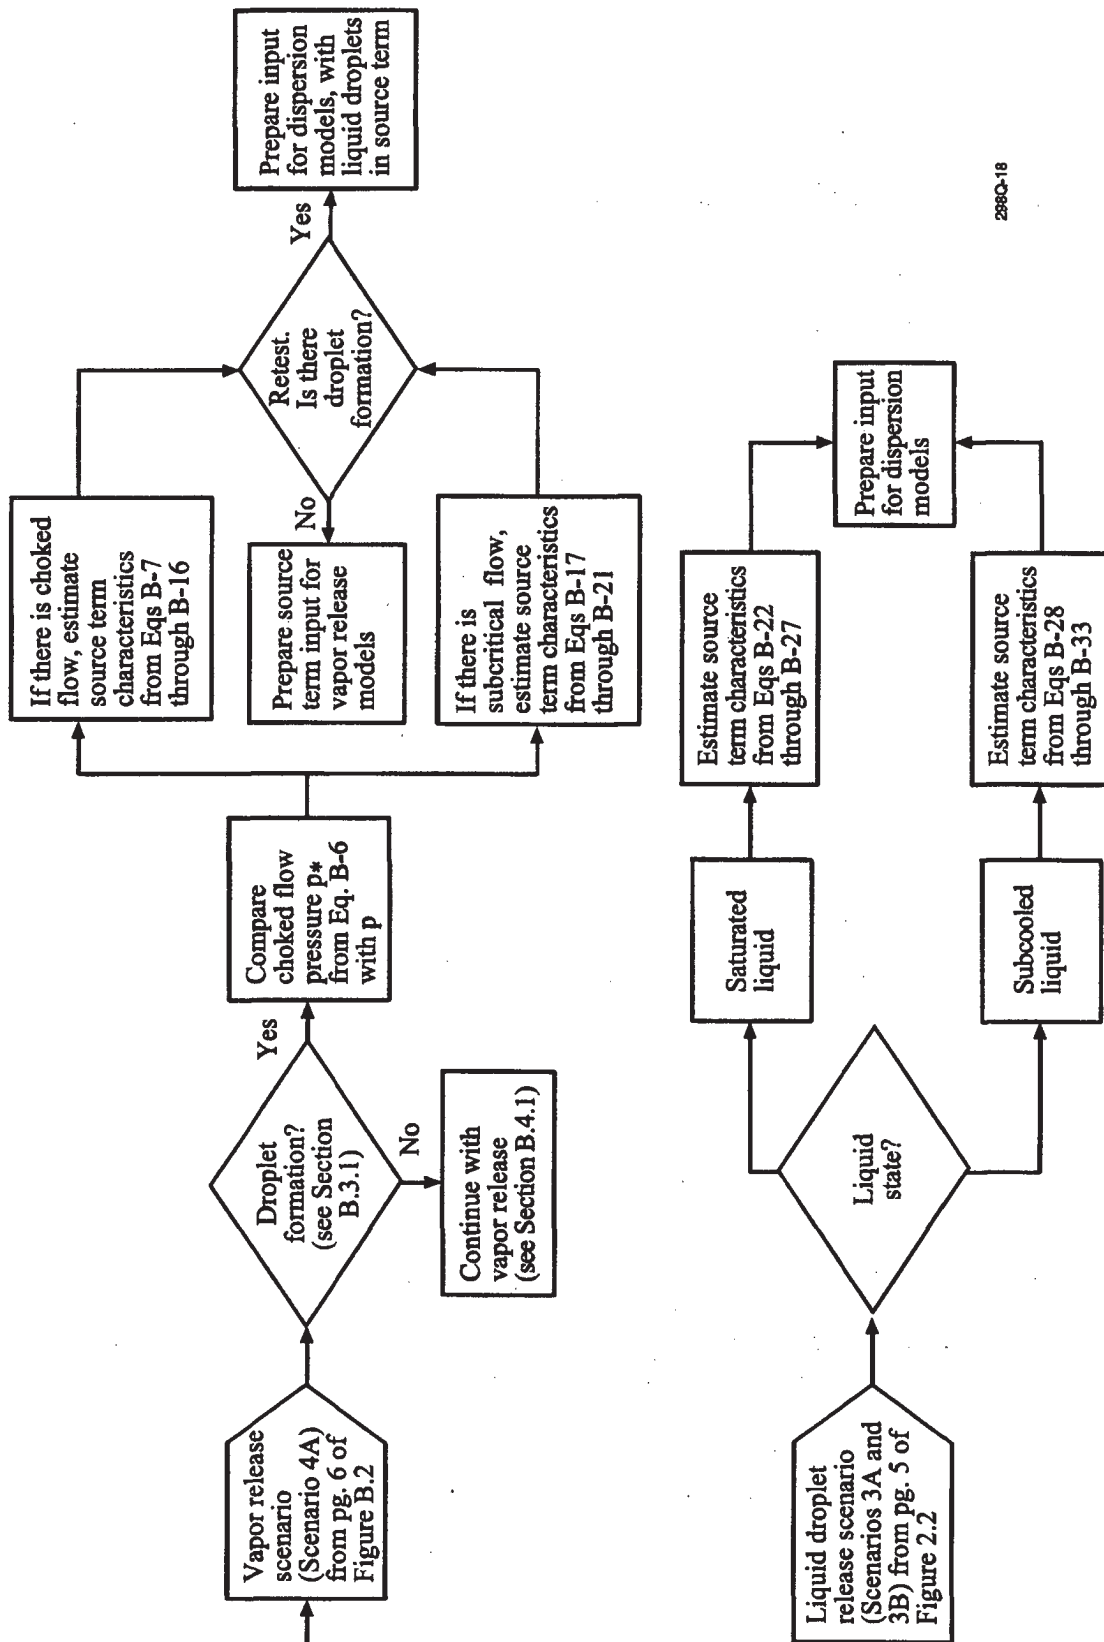 Vapor release
scenario
(Scenario 4A)
from pg. 6 of
Figure B.2
Droplet
formation?
(see Section
B.3.1)
Yes
No
Continue with
vapor release
(see Section B.4.1)
Compare
choked flow
pressure p*
from Eq. B-6
with p
If there is choked
flow, estimate
source term
characteristics
from Eqs B-7
through B-16
If there is
subcritical flow,
estimate source
term characteristics
from Eqs B-17
through B-21
Retest.
Is there
droplet
formation?
No
Prepare source
term input for
vapor release
models
Yes
Prepare input
for dispersion
models, with
liquid droplets
in source term
Liquid droplet
release scenario
(Scenarios 3A and
3B) from pg. 5 of
Figure 2.2
Liquid
state?
Saturated
liquid
Estimate source
term characteristics
from Eqs B-22
through B-27
Subcooled
liquid
Estimate source
term characteristics
from Eqs B-28
through B-33
Prepare input
for dispersion
models
298Q-18